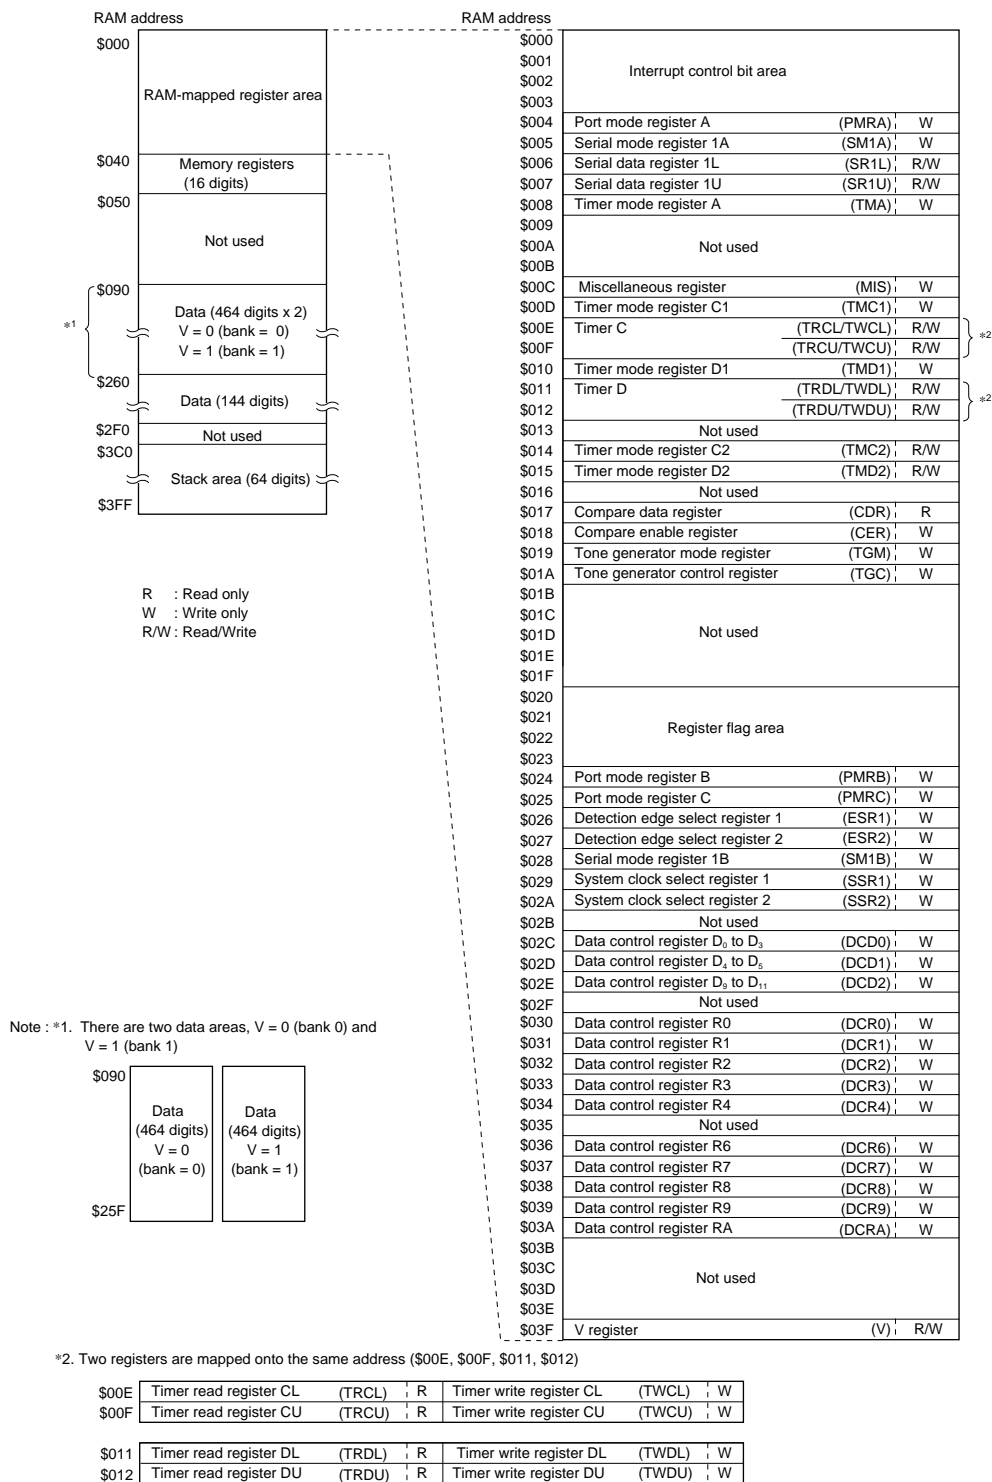 RAM address
$000
RAM-mapped register area
$040
Memory registers
(16 digits)
$050
Not used
$090
*1
Data (464 digits x 2)
V = 0 (bank = 0)
V = 1 (bank = 1)
$260
Data (144 digits)
$2F0
Not used
$3C0
Stack area (64 digits)
$3FF
R : Read only
W : Write only
R/W : Read/Write
RAM address
$000
$001
Interrupt control bit area
$002
$003
$004 Port mode register A (PMRA) W
$005 Serial mode register 1A (SM1A) W
$006 Serial data register 1L (SR1L) R/W
$007 Serial data register 1U (SR1U) R/W
$008 Timer mode register A (TMA) W
$009
$00A Not used
$00B
$00C Miscellaneous register (MIS) W
$00D Timer mode register C1 (TMC1) W
$00E Timer C (TRCL/TWCL) R/W
*2
$00F (TRCU/TWCU) R/W
$010 Timer mode register D1 (TMD1) W
$011 Timer D (TRDL/TWDL) R/W
*2
$012 (TRDU/TWDU) R/W
$013 Not used
$014 Timer mode register C2 (TMC2) R/W
$015 Timer mode register D2 (TMD2) R/W
$016 Not used
$017 Compare data register (CDR) R
$018 Compare enable register (CER) W
$019 Tone generator mode register (TGM) W
$01A Tone generator control register (TGC) W
$01B
$01C
$01D Not used
$01E
$01F
$020
$021
Register flag area
$022
$023
$024 Port mode register B (PMRB) W
$025 Port mode register C (PMRC) W
$026 Detection edge select register 1 (ESR1) W
$027 Detection edge select register 2 (ESR2) W
$028 Serial mode register 1B (SM1B) W
$029 System clock select register 1 (SSR1) W
$02A System clock select register 2 (SSR2) W
$02B Not used
$02C Data control register D₀ to D₃ (DCD0) W
$02D Data control register D₄ to D₅ (DCD1) W
$02E Data control register D₉ to D₁₁ (DCD2) W
$02F Not used
$030 Data control register R0 (DCR0) W
$031 Data control register R1 (DCR1) W
$032 Data control register R2 (DCR2) W
$033 Data control register R3 (DCR3) W
$034 Data control register R4 (DCR4) W
$035 Not used
$036 Data control register R6 (DCR6) W
$037 Data control register R7 (DCR7) W
$038 Data control register R8 (DCR8) W
$039 Data control register R9 (DCR9) W
$03A Data control register RA (DCRA) W
$03B
$03C
Not used
$03D
$03E
$03F V register (V) R/W
Note : *1. There are two data areas, V = 0 (bank 0) and
V = 1 (bank 1)
$090
Data Data
(464 digits) (464 digits)
V = 0 V = 1
(bank = 0) (bank = 1)
$25F
*2. Two registers are mapped onto the same address ($00E, $00F, $011, $012)
$00E Timer read register CL (TRCL) R Timer write register CL (TWCL) W
$00F Timer read register CU (TRCU) R Timer write register CU (TWCU) W
$011 Timer read register DL (TRDL) R Timer write register DL (TWDL) W
$012 Timer read register DU (TRDU) R Timer write register DU (TWDU) W